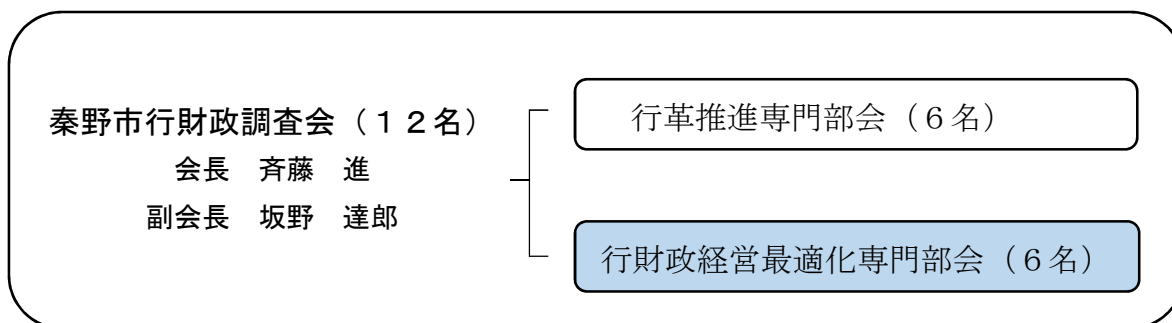 秦野市行財政調査会（１２名）
会長　斉藤　進
副会長　坂野　達郎
行革推進専門部会（６名）
行財政経営最適化専門部会（６名）